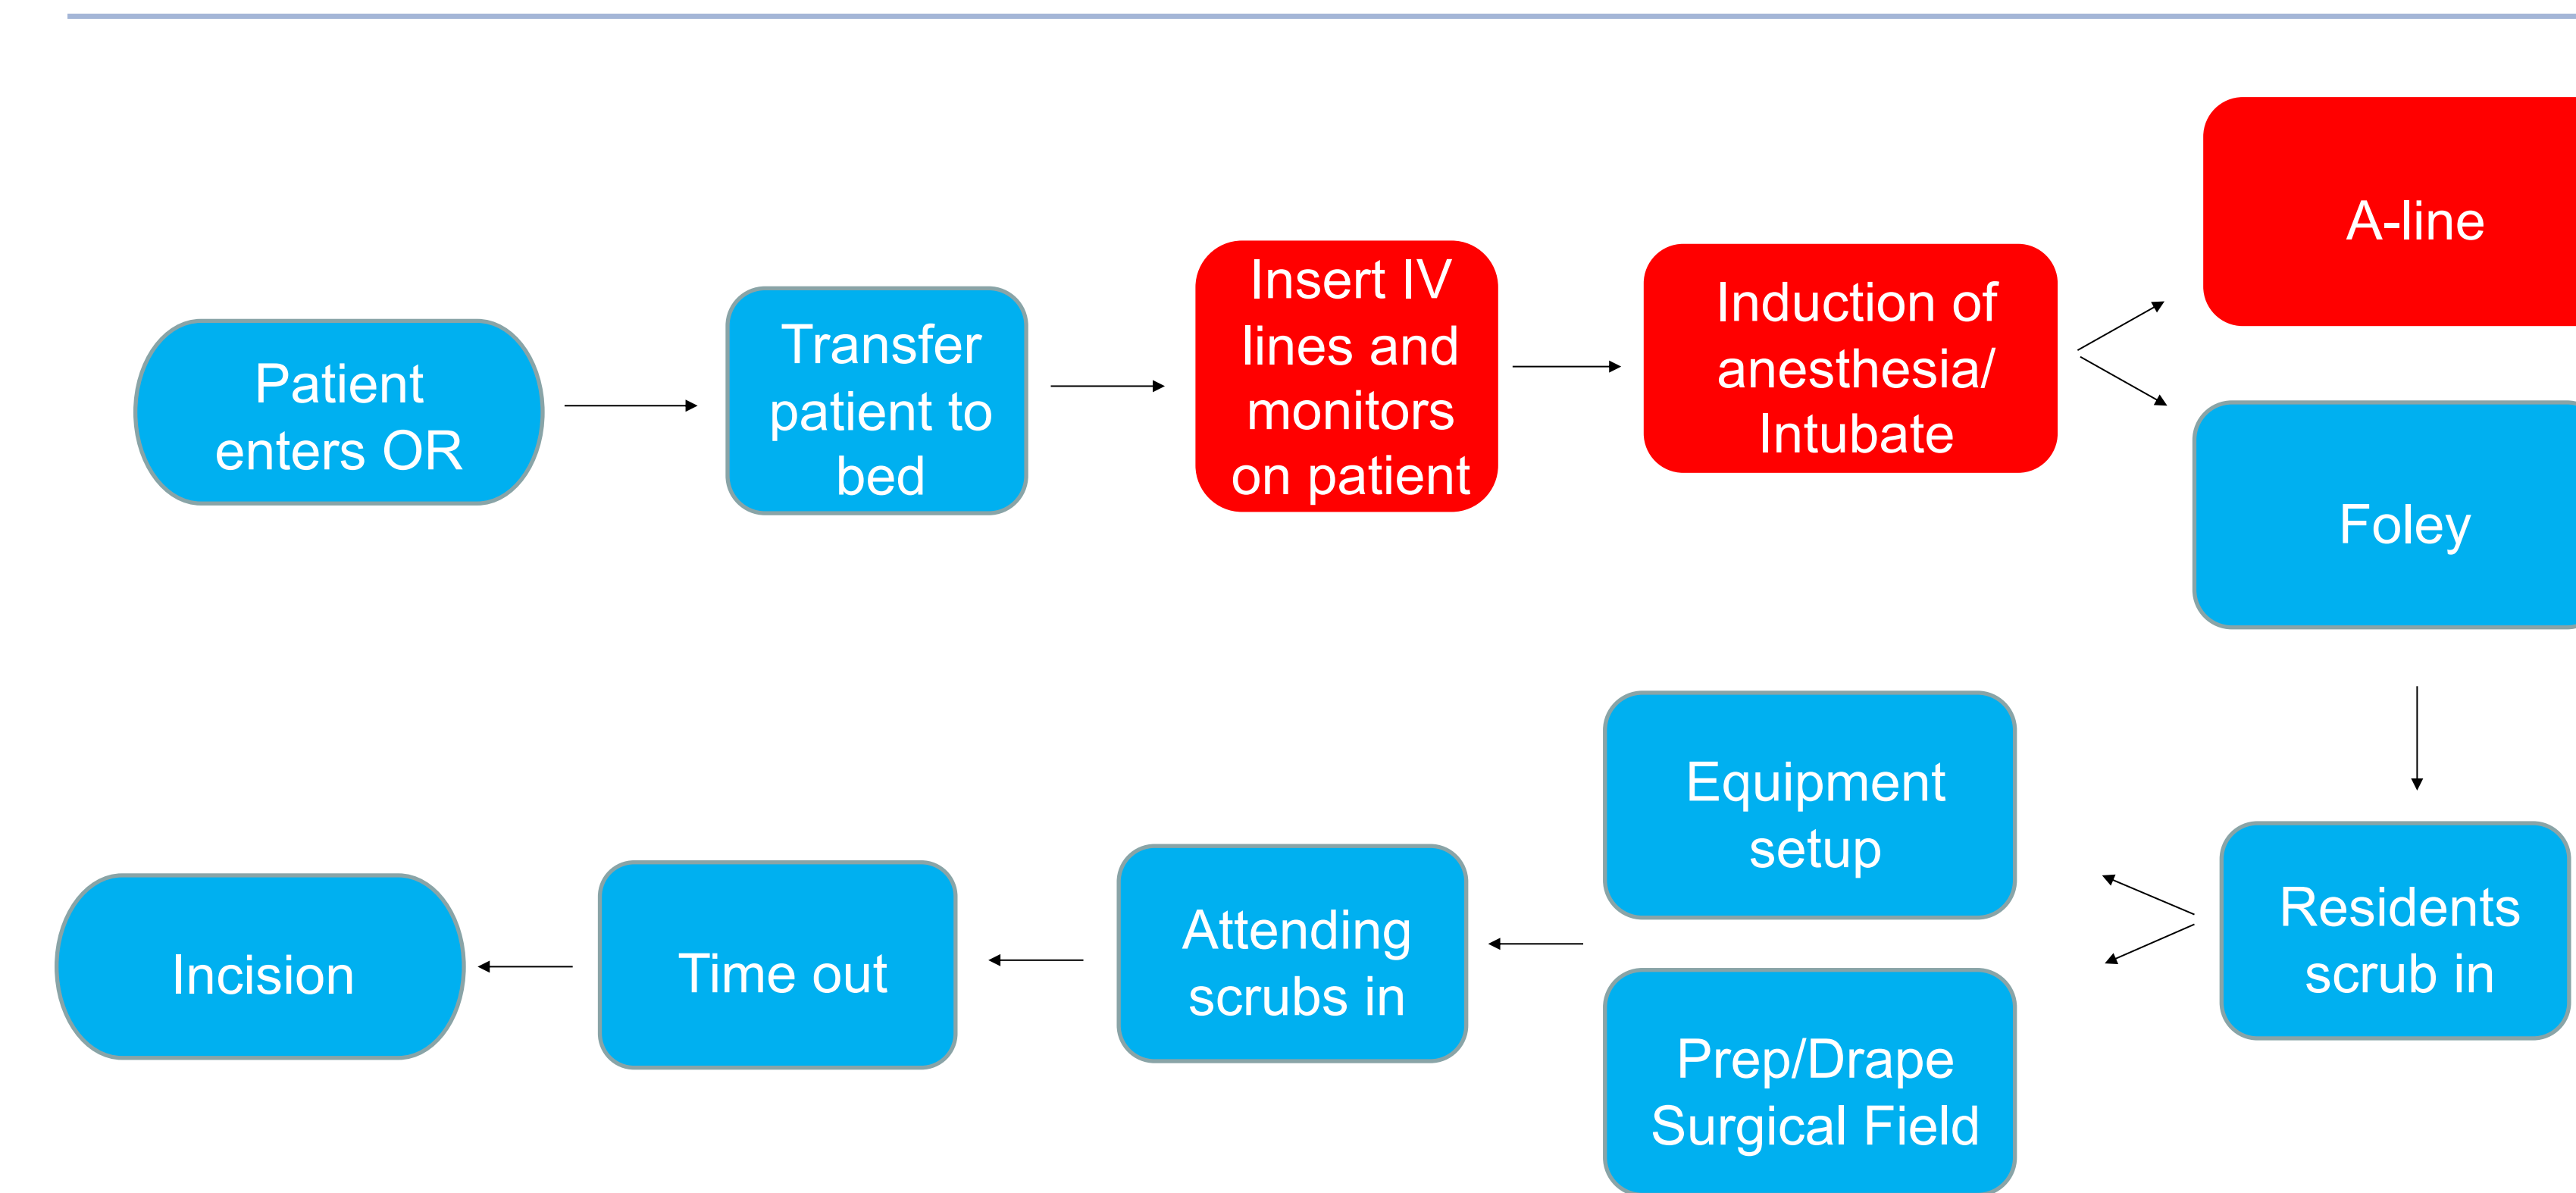 Patient
enters OR
Transfer
patient to
bed
Insert IV
lines and
monitors
on patient
Induction of
anesthesia/
Intubate
A-line
Foley
Residents
scrub in
Equipment
setup
Prep/Drape
Surgical Field
Attending
scrubs in
Time out
Incision